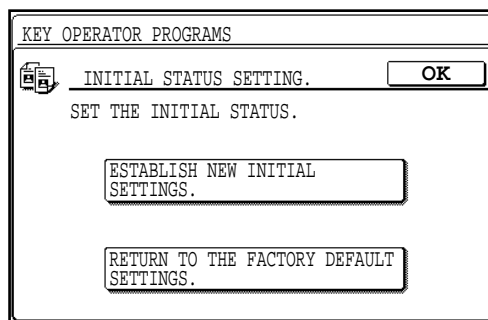 KEY OPERATOR PROGRAMS
INITIAL STATUS SETTING.
OK
SET THE INITIAL STATUS.
ESTABLISH NEW INITIAL
SETTINGS.
RETURN TO THE FACTORY DEFAULT
SETTINGS.